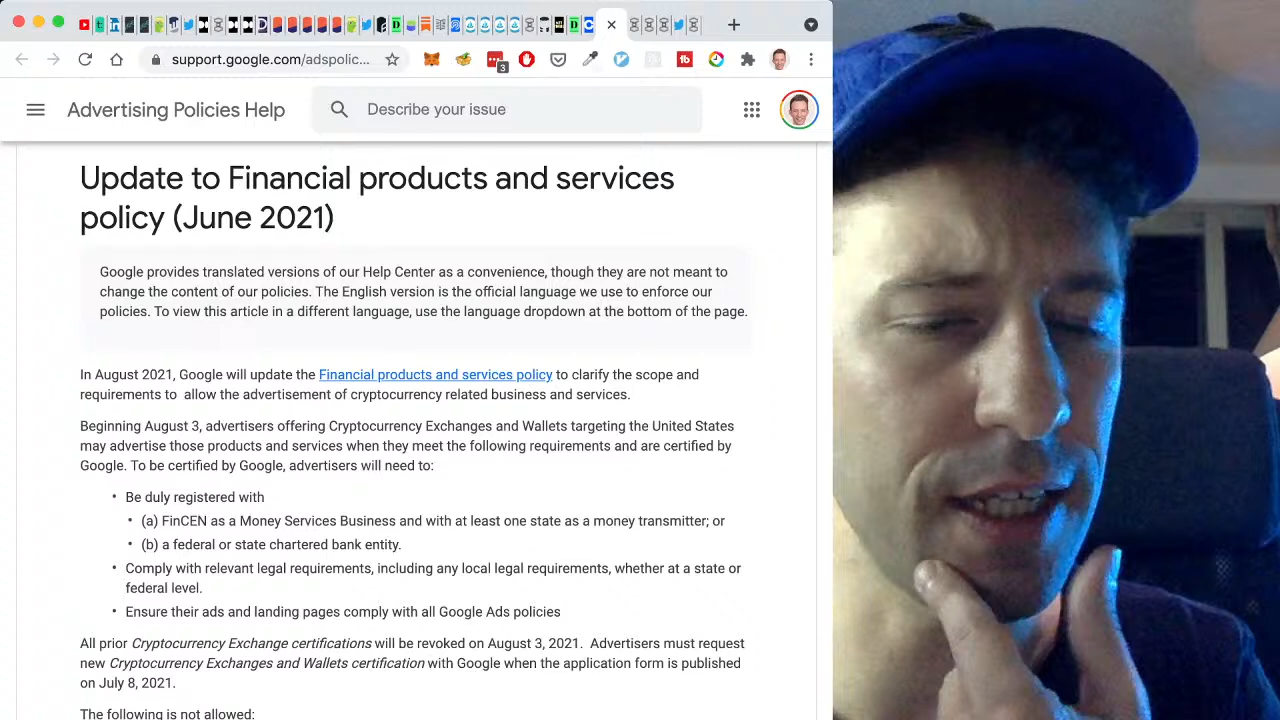 support.google.com/adspolic...
3
Advertising Policies Help
Describe your issue
Update to Financial products and services
policy (June 2021)
Google provides translated versions of our Help Center as a convenience, though they are not meant to
change the content of our policies. The English version is the official language we use to enforce our
policies. To view this article in a different language, use the language dropdown at the bottom of the page.
In August 2021, Google will update the Financial products and services policy to clarify the scope and
requirements to allow the advertisement of cryptocurrency related business and services.
Beginning August 3, advertisers offering Cryptocurrency Exchanges and Wallets targeting the United States
may advertise those products and services when they meet the following requirements and are certified by
Google. To be certified by Google, advertisers will need to:
• Be duly registered with
• (a) FinCEN as a Money Services Business and with at least one state as a money transmitter; or
• (b) a federal or state chartered bank entity.
• Comply with relevant legal requirements, including any local legal requirements, whether at a state or
federal level.
• Ensure their ads and landing pages comply with all Google Ads policies
All prior Cryptocurrency Exchange certifications will be revoked on August 3, 2021. Advertisers must request
new Cryptocurrency Exchanges and Wallets certification with Google when the application form is published
on July 8, 2021.
The following is not allowed: